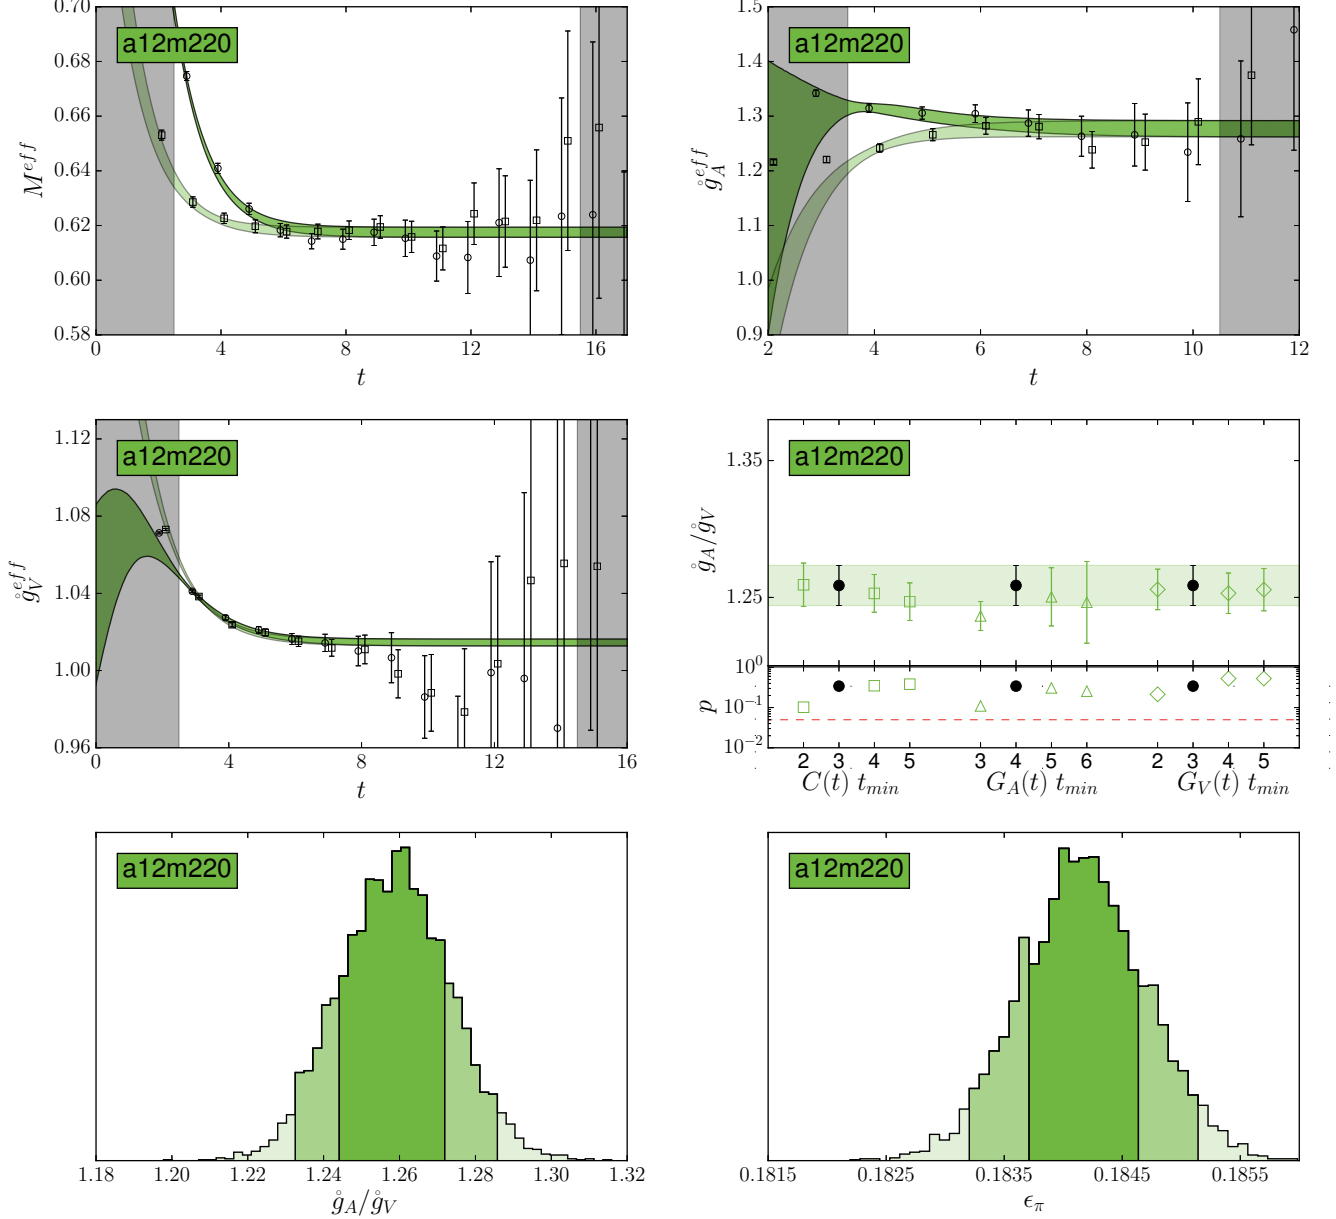 0.70
0.68
0.66
0.64
0.62
0.60
0.58
M^{eff}
a12m220
0 4 8 12 16
t
1.5
1.4
1.3
1.2
1.1
1.0
0.9
g̊_A^{eff}
a12m220
2 4 6 8 10 12
t
1.12
1.08
1.04
1.00
0.96
g̊_V^{eff}
a12m220
0 4 8 12 16
t
1.35
1.25
g̊_A/g̊_V
a12m220
10^0
10^{-1}
10^{-2}
p
2 3 4 5 3 4 5 6 2 3 4 5
C(t) t_{min} G_A(t) t_{min} G_V(t) t_{min}
a12m220
1.18 1.20 1.22 1.24 1.26 1.28 1.30 1.32
g̊_A/g̊_V
a12m220
0.1815 0.1825 0.1835 0.1845 0.1855
ϵ_π